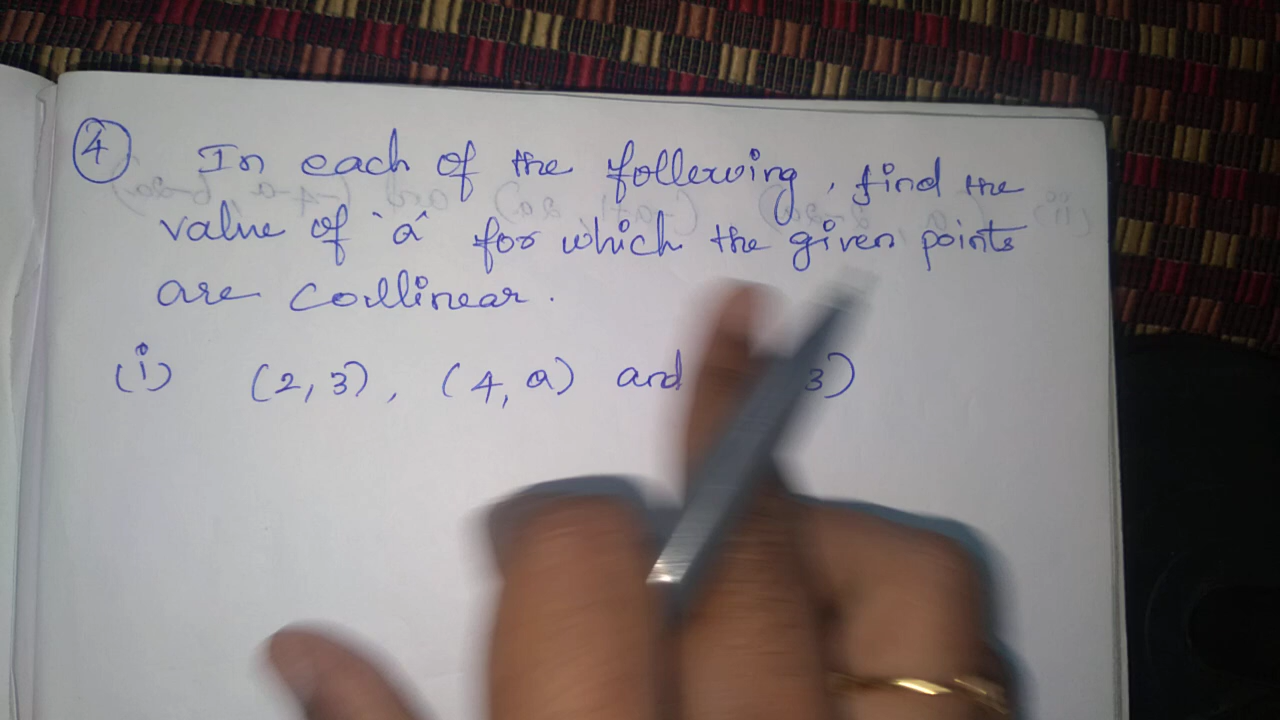 ④ In each of the following, find the
value of 'a' for which the given points
are collinear.
(i) (2,3), (4, a) and 3)